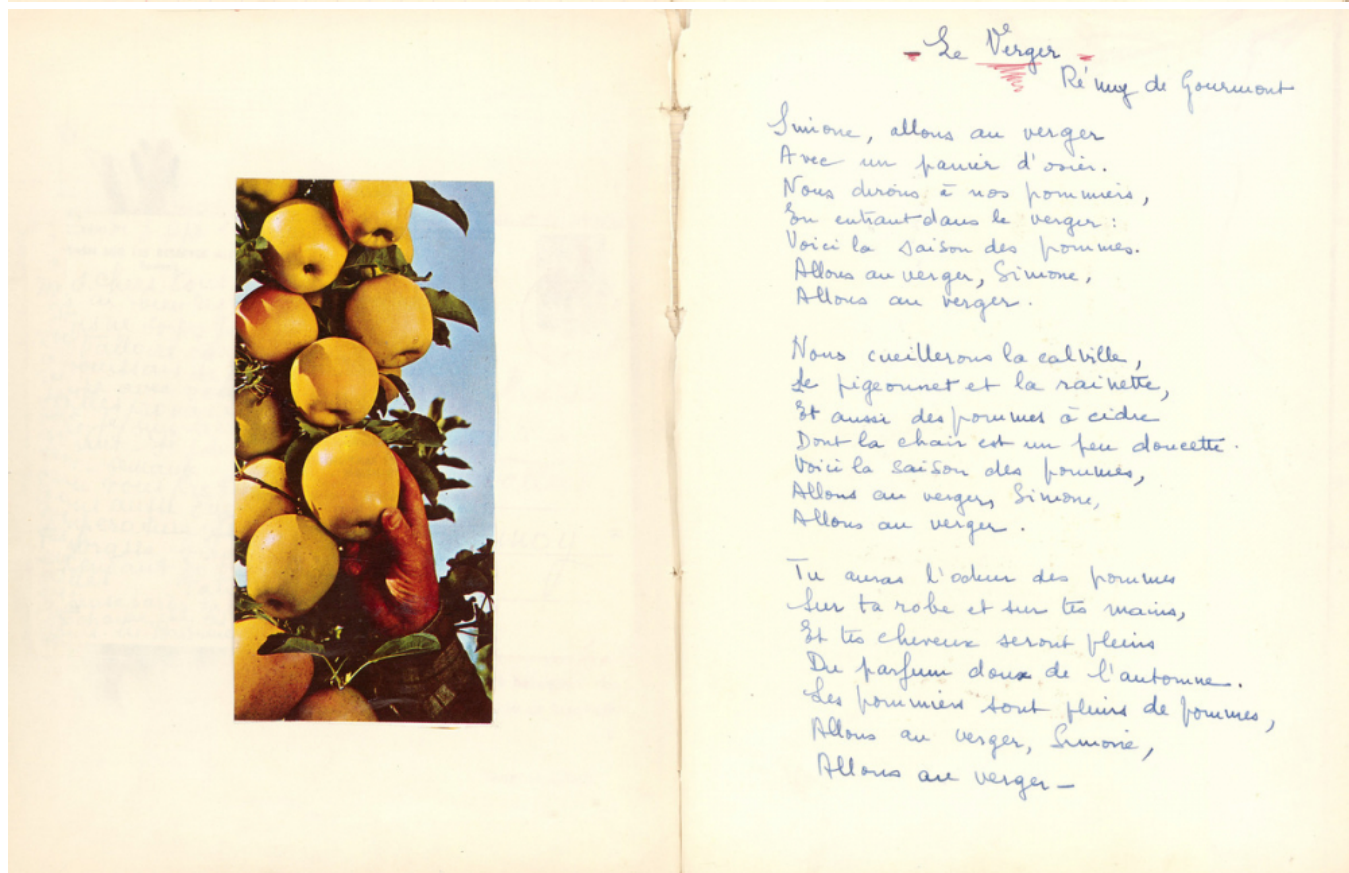 Le Verger
Rémy de Gourmont
Simone, allons au verger
Avec un panier d'osier.
Nous dirons à nos pommiers,
En entrant dans le verger :
Voici la saison des pommes.
Allons au verger, Simone,
Allons au verger.
Nous cueillerons la calville,
Le pigeonnet et la rainette,
Et aussi des pommes à cidre
Dont la chair est un peu doucette.
Voici la saison des pommes,
Allons au verger, Simone,
Allons au verger.
Tu auras l'odeur des pommes
Sur ta robe et sur tes mains,
Et tes cheveux seront pleins
Du parfum doux de l'automne.
Les pommiers sont pleins de pommes,
Allons au verger, Simone,
Allons au verger -